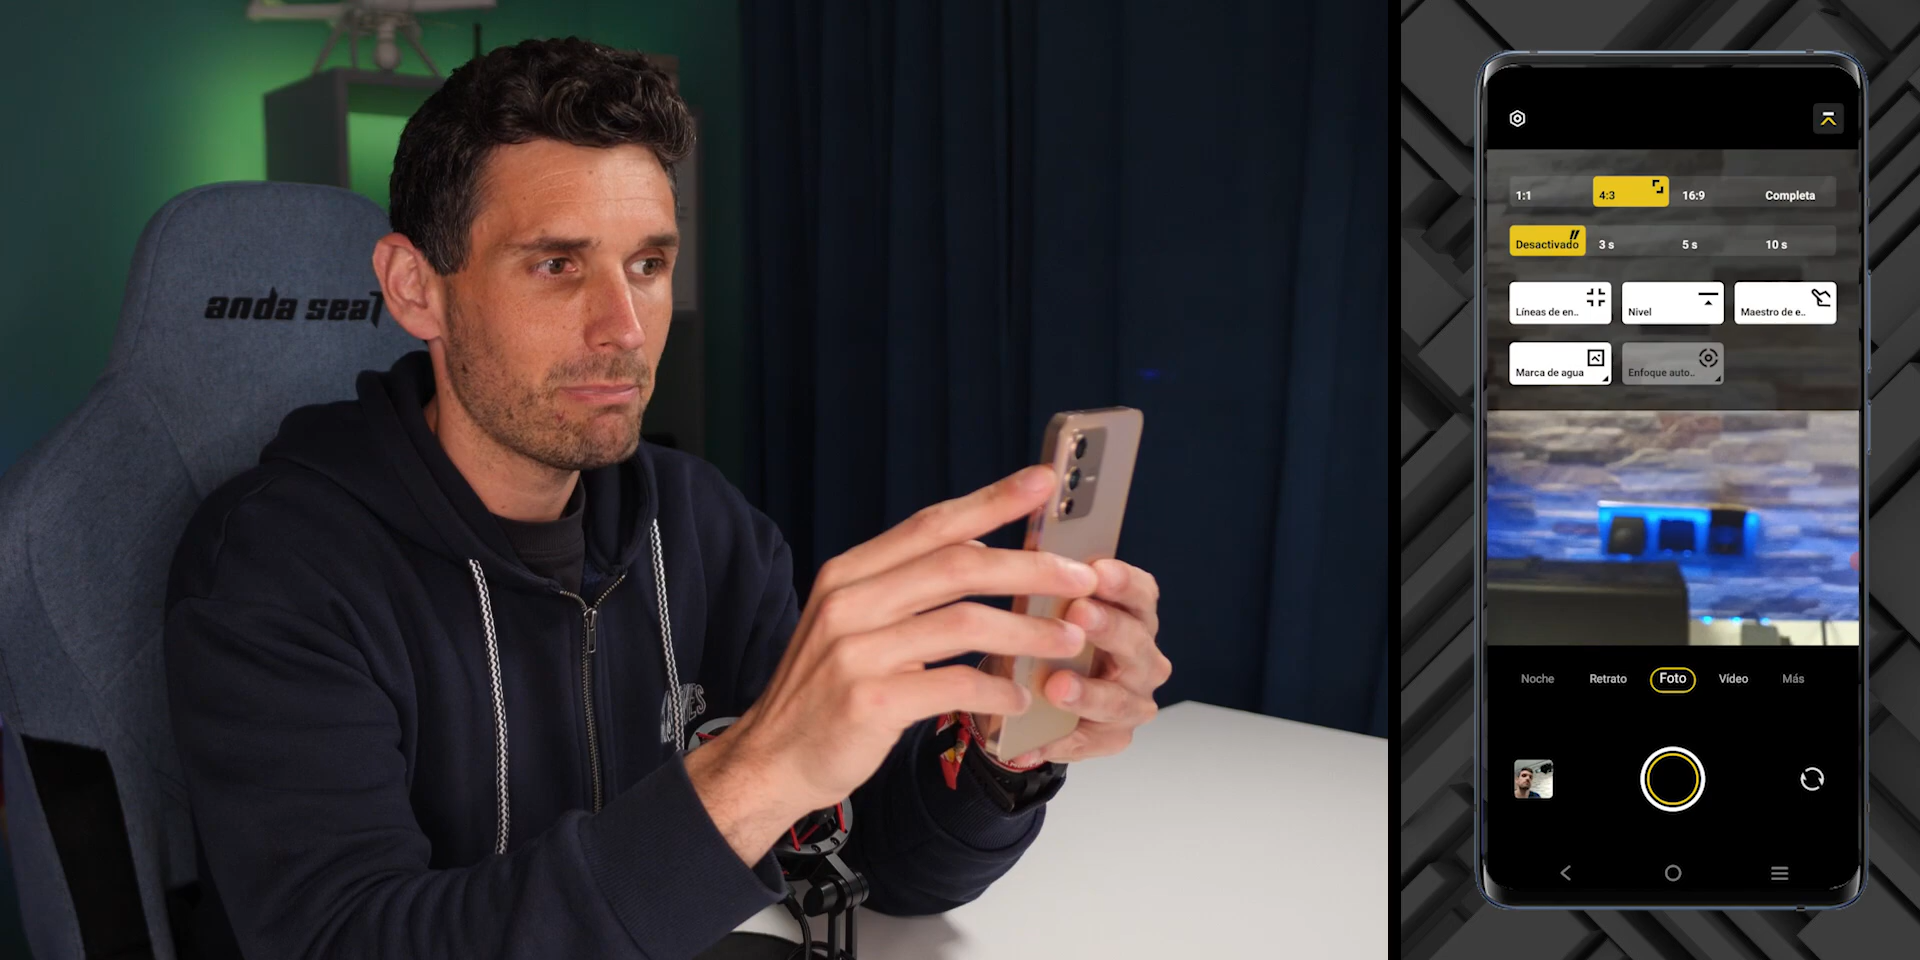 anda seaT
1:1 4:3 16:9 Completa
Desactivado 3 s 5 s 10 s
Líneas de en.. Nivel Maestro de e..
Marca de agua Enfoque auto..
Noche Retrato Foto Vídeo Más